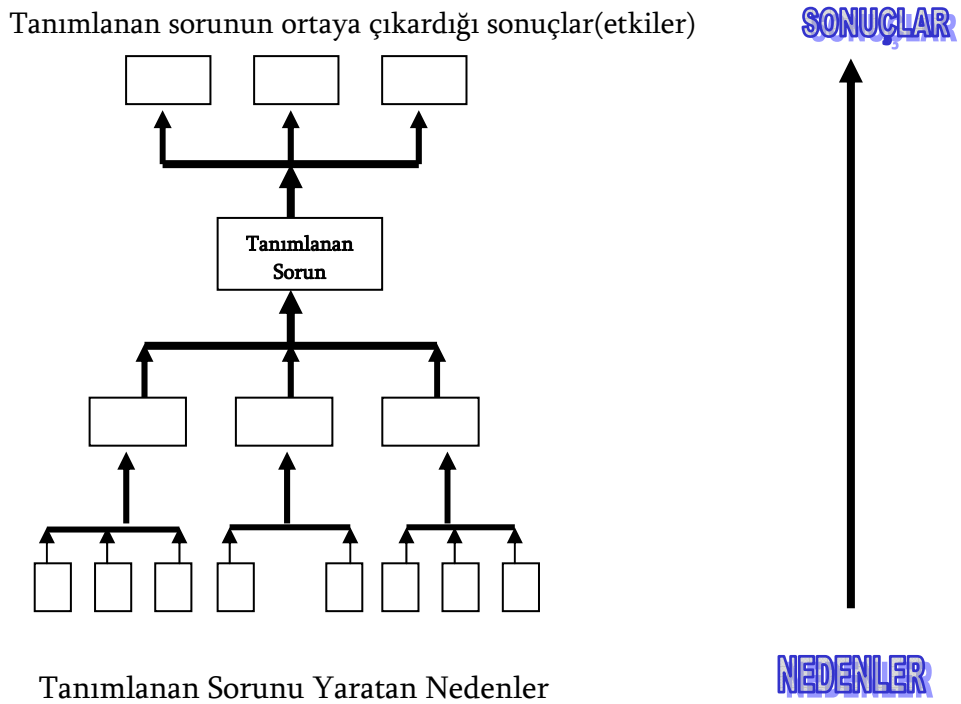 Tanımlanan sorunun ortaya çıkardığı sonuçlar(etkiler)
SONUÇLAR
Tanımlanan
Sorun
Tanımlanan Sorunu Yaratan Nedenler
NEDENLER